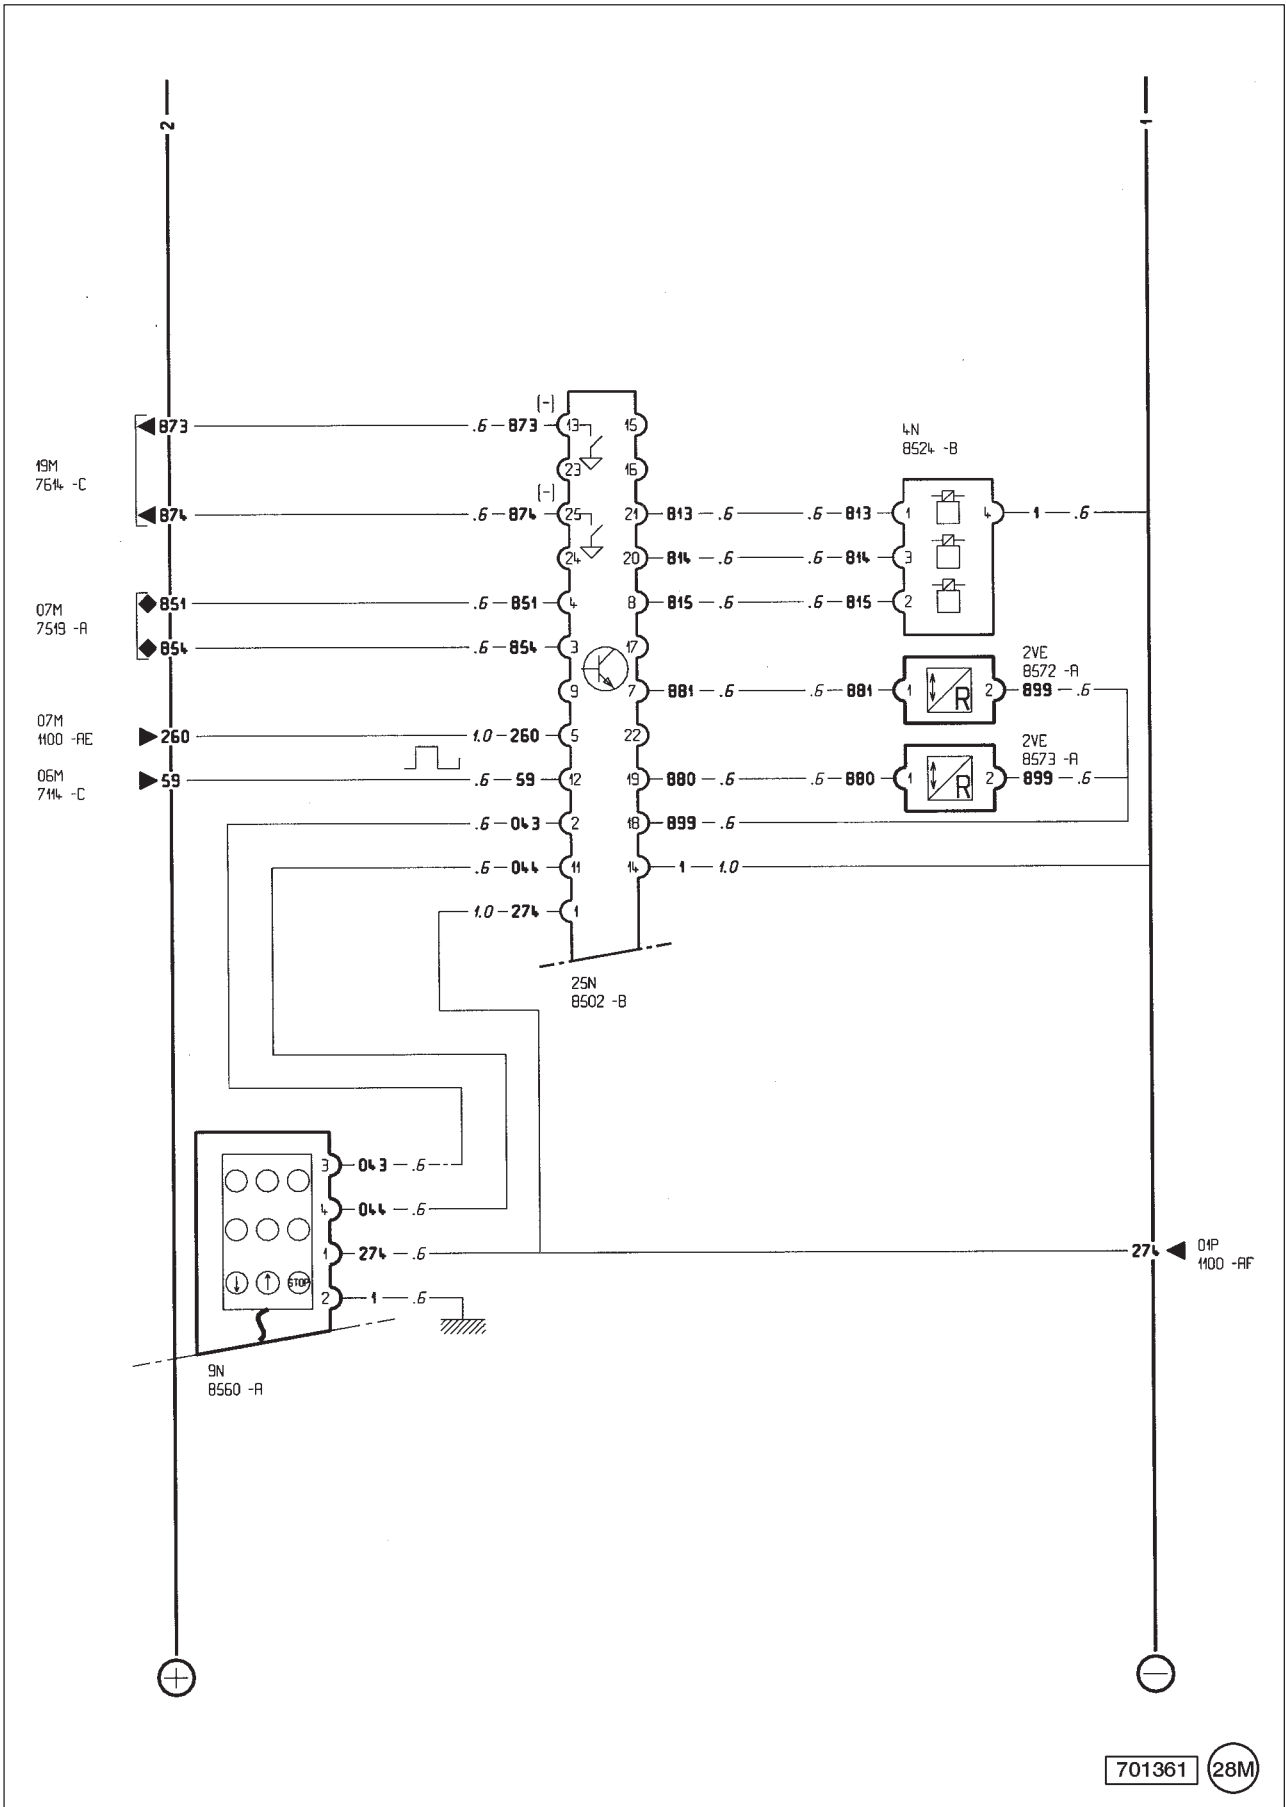 2
1
873 .6 873 (-) 13 15
23 16
19M
7614 -C
874 .6 874 (-) 25 21 813 .6 .6 813 1 4 1 .6
4N
8524 -B
24 20 814 .6 .6 814 3
07M
7519 -A
851 .6 851 4 8 815 .6 .6 815 2
854 .6 854 3 17
9 7 881 .6 .6 881 1 R 2 899 .6
2VE
8572 -A
07M
1100 -AE
260 1.0 260 5 22
2VE
8573 -A
06M
7114 -C
59 .6 59 12 19 880 .6 .6 880 1 R 2 899 .6
.6 043 2 18 899 .6
.6 044 11 14 1 1.0
1.0 274 1
25N
8502 -B
3 043 .6
4 044 .6
1 274 .6
274
01P
1100 -AF
STOP
2 1 .6
9N
8560 -A
+
−
701361 28M